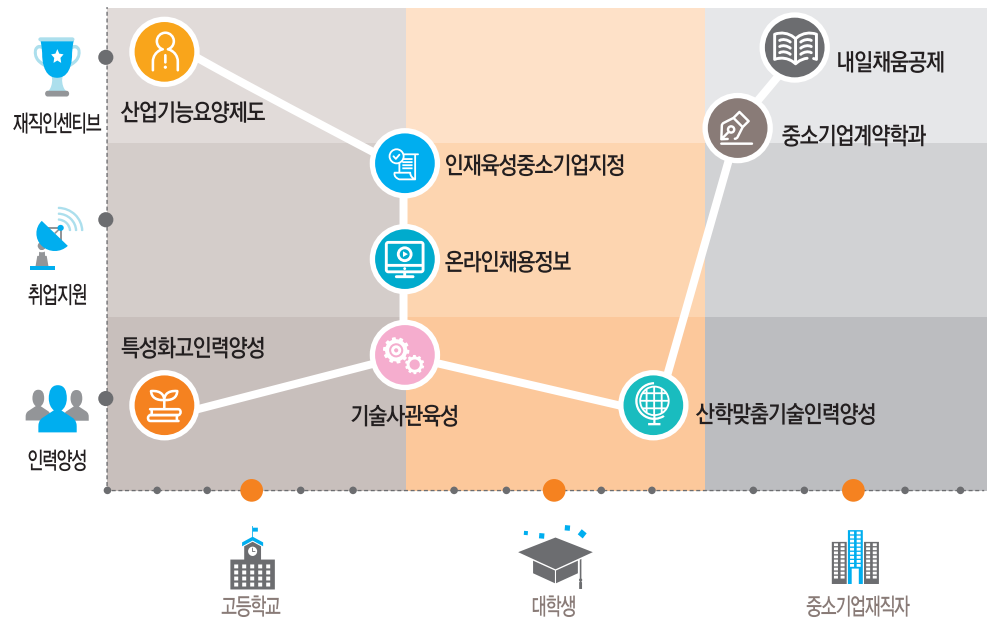 내일채움공제
산업기능요양제도
재직인센티브
중소기업계약학과
인재육성중소기업지정
온라인채용정보
취업지원
특성화고인력양성
기술사관육성
산학맞춤기술인력양성
인력양성
고등학교
대학생
중소기업재직자